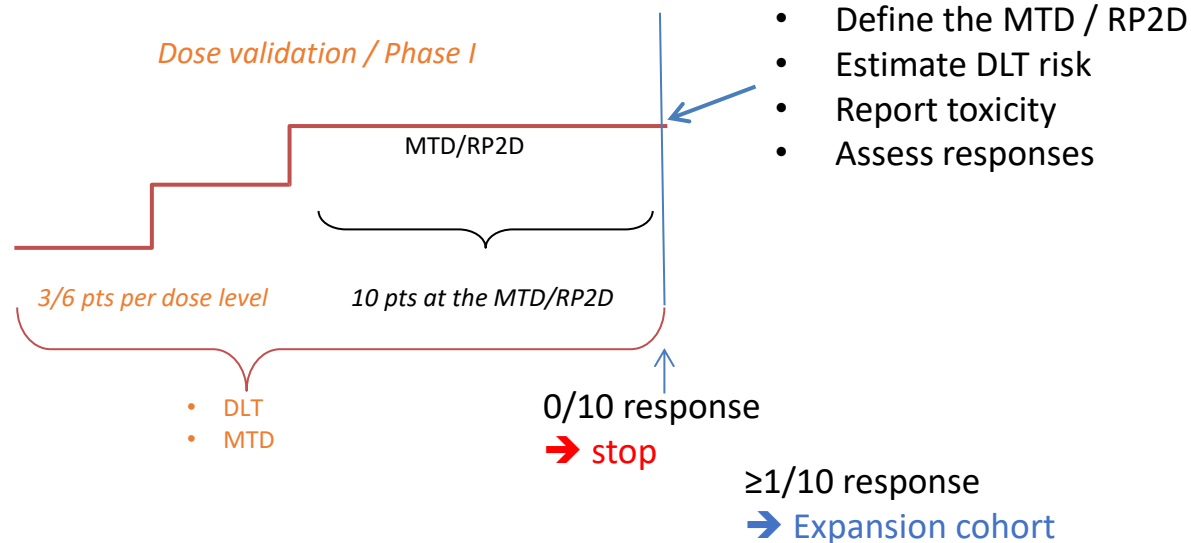 Dose validation / Phase I
• Define the MTD / RP2D
• Estimate DLT risk
• Report toxicity
• Assess responses
MTD/RP2D
3/6 pts per dose level
10 pts at the MTD/RP2D
• DLT
• MTD
0/10 response
➔ stop
≥1/10 response
➔ Expansion cohort